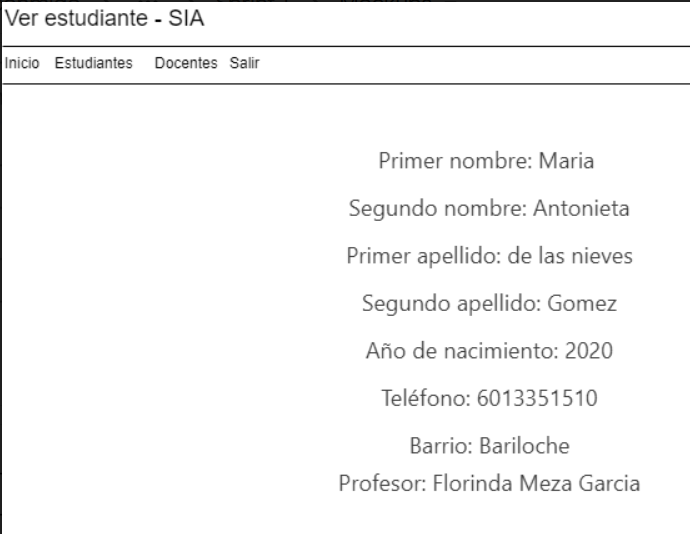 Ver estudiante - SIA
Inicio Estudiantes Docentes Salir
Primer nombre: Maria
Segundo nombre: Antonieta
Primer apellido: de las nieves
Segundo apellido: Gomez
Año de nacimiento: 2020
Teléfono: 6013351510
Barrio: Bariloche
Profesor: Florinda Meza Garcia